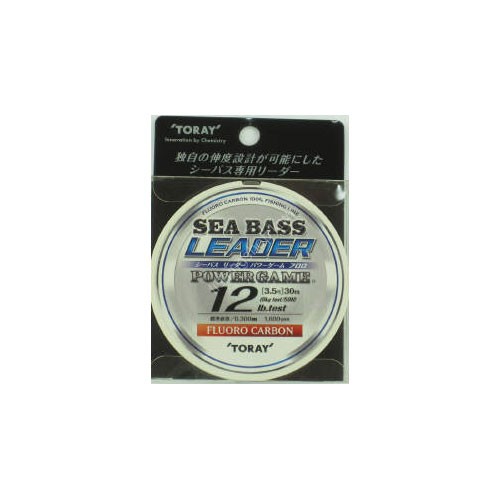 "TORAY"
Innovation by Chemistry
独自の伸度設計が可能にした
シーバス専用リーダー
FLUORO CARBON 100% FISHING LINE
SEA BASS
LEADER
シーバス リーダー パワーゲーム
POWERGAME
12 [3.5号] 30m
lb.test
FLUORO CARBON
"TORAY"